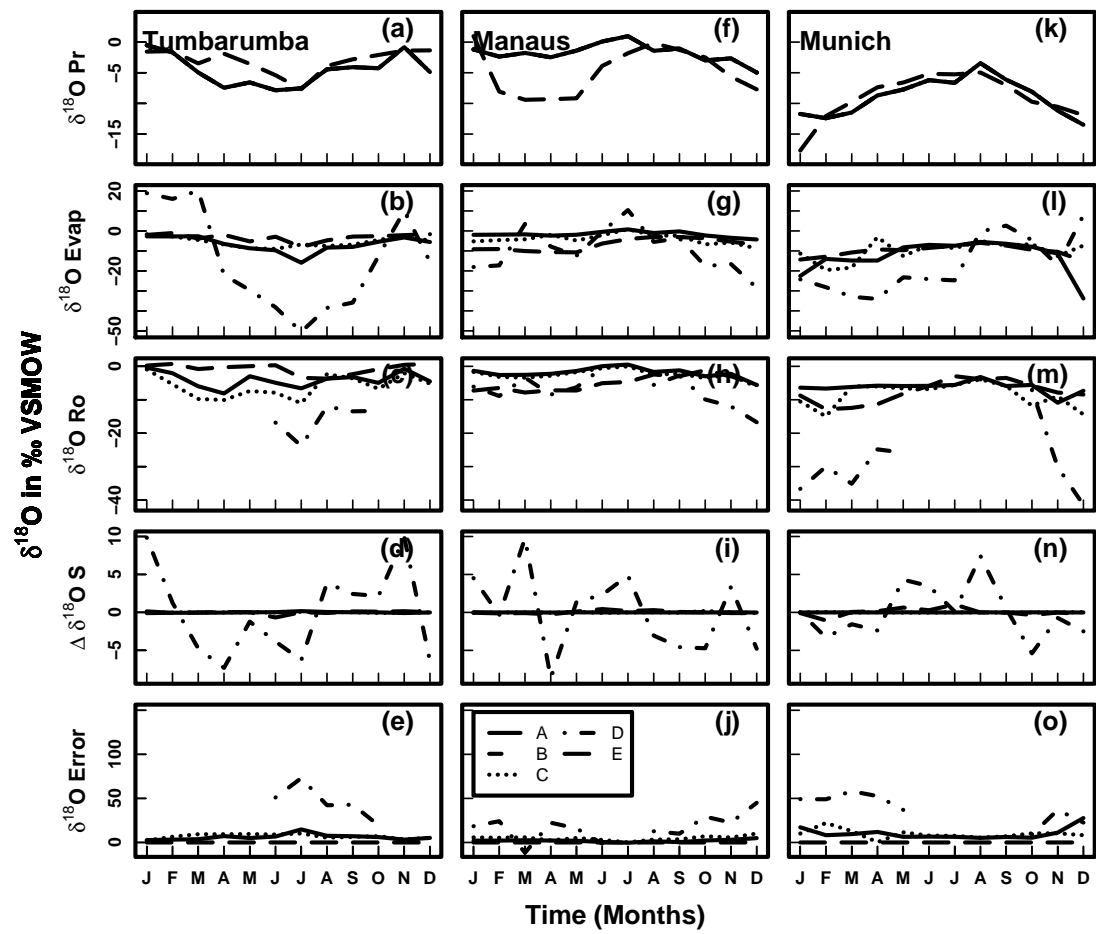 Tumbarumba (a)
Manaus (f)
Munich (k)
δ18O Pr
0
−5
−15
(b) (g) (l)
δ18O Evap
20
0
−20
−50
(c) (h) (m)
δ18O Ro
0
−20
−40
(d) (i) (n)
Δ δ18O S
10
5
0
−5
(e) (j) (o)
δ18O Error
100
50
0
A D
B E
C
J F M A M J J A S O N D
J F M A M J J A S O N D
J F M A M J J A S O N D
Time (Months)
δ18O in ‰ VSMOW